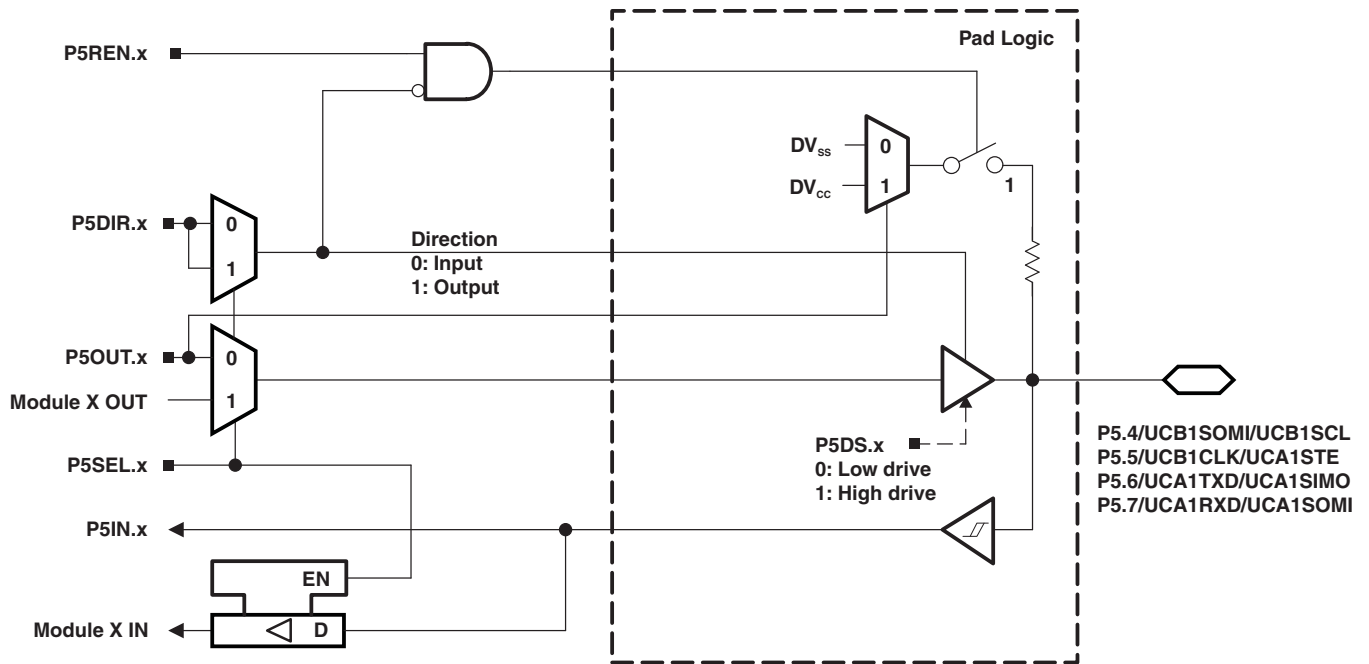 Pad Logic
P5REN.x
DVss
0
DVcc
1
1
P5DIR.x
0
1
Direction
0: Input
1: Output
P5OUT.x
0
Module X OUT
1
P5DS.x
0: Low drive
1: High drive
P5SEL.x
P5.4/UCB1SOMI/UCB1SCL
P5.5/UCB1CLK/UCA1STE
P5.6/UCA1TXD/UCA1SIMO
P5.7/UCA1RXD/UCA1SOMI
P5IN.x
EN
Module X IN
D